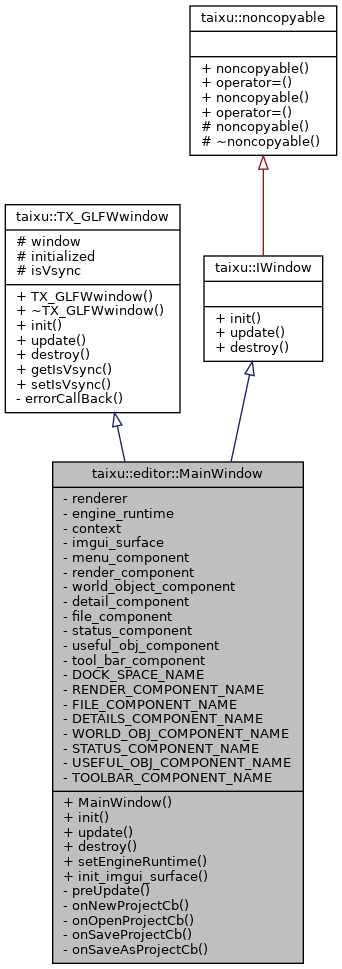 taixu::noncopyable
+ noncopyable()
+ operator=()
+ noncopyable()
+ operator=()
# noncopyable()
# ~noncopyable()
taixu::TX_GLFWwindow
# window
# initialized
# isVsync
+ TX_GLFWwindow()
+ ~TX_GLFWwindow()
+ init()
+ update()
+ destroy()
+ getIsVsync()
+ setIsVsync()
- errorCallBack()
taixu::IWindow
+ init()
+ update()
+ destroy()
taixu::editor::MainWindow
- renderer
- engine_runtime
- context
- imgui_surface
- menu_component
- render_component
- world_object_component
- detail_component
- file_component
- status_component
- useful_obj_component
- tool_bar_component
- DOCK_SPACE_NAME
- RENDER_COMPONENT_NAME
- FILE_COMPONENT_NAME
- DETAILS_COMPONENT_NAME
- WORLD_OBJ_COMPONENT_NAME
- STATUS_COMPONENT_NAME
- USEFUL_OBJ_COMPONENT_NAME
- TOOLBAR_COMPONENT_NAME
+ MainWindow()
+ init()
+ update()
+ destroy()
+ setEngineRuntime()
+ init_imgui_surface()
- preUpdate()
- onNewProjectCb()
- onOpenProjectCb()
- onSaveProjectCb()
- onSaveAsProjectCb()